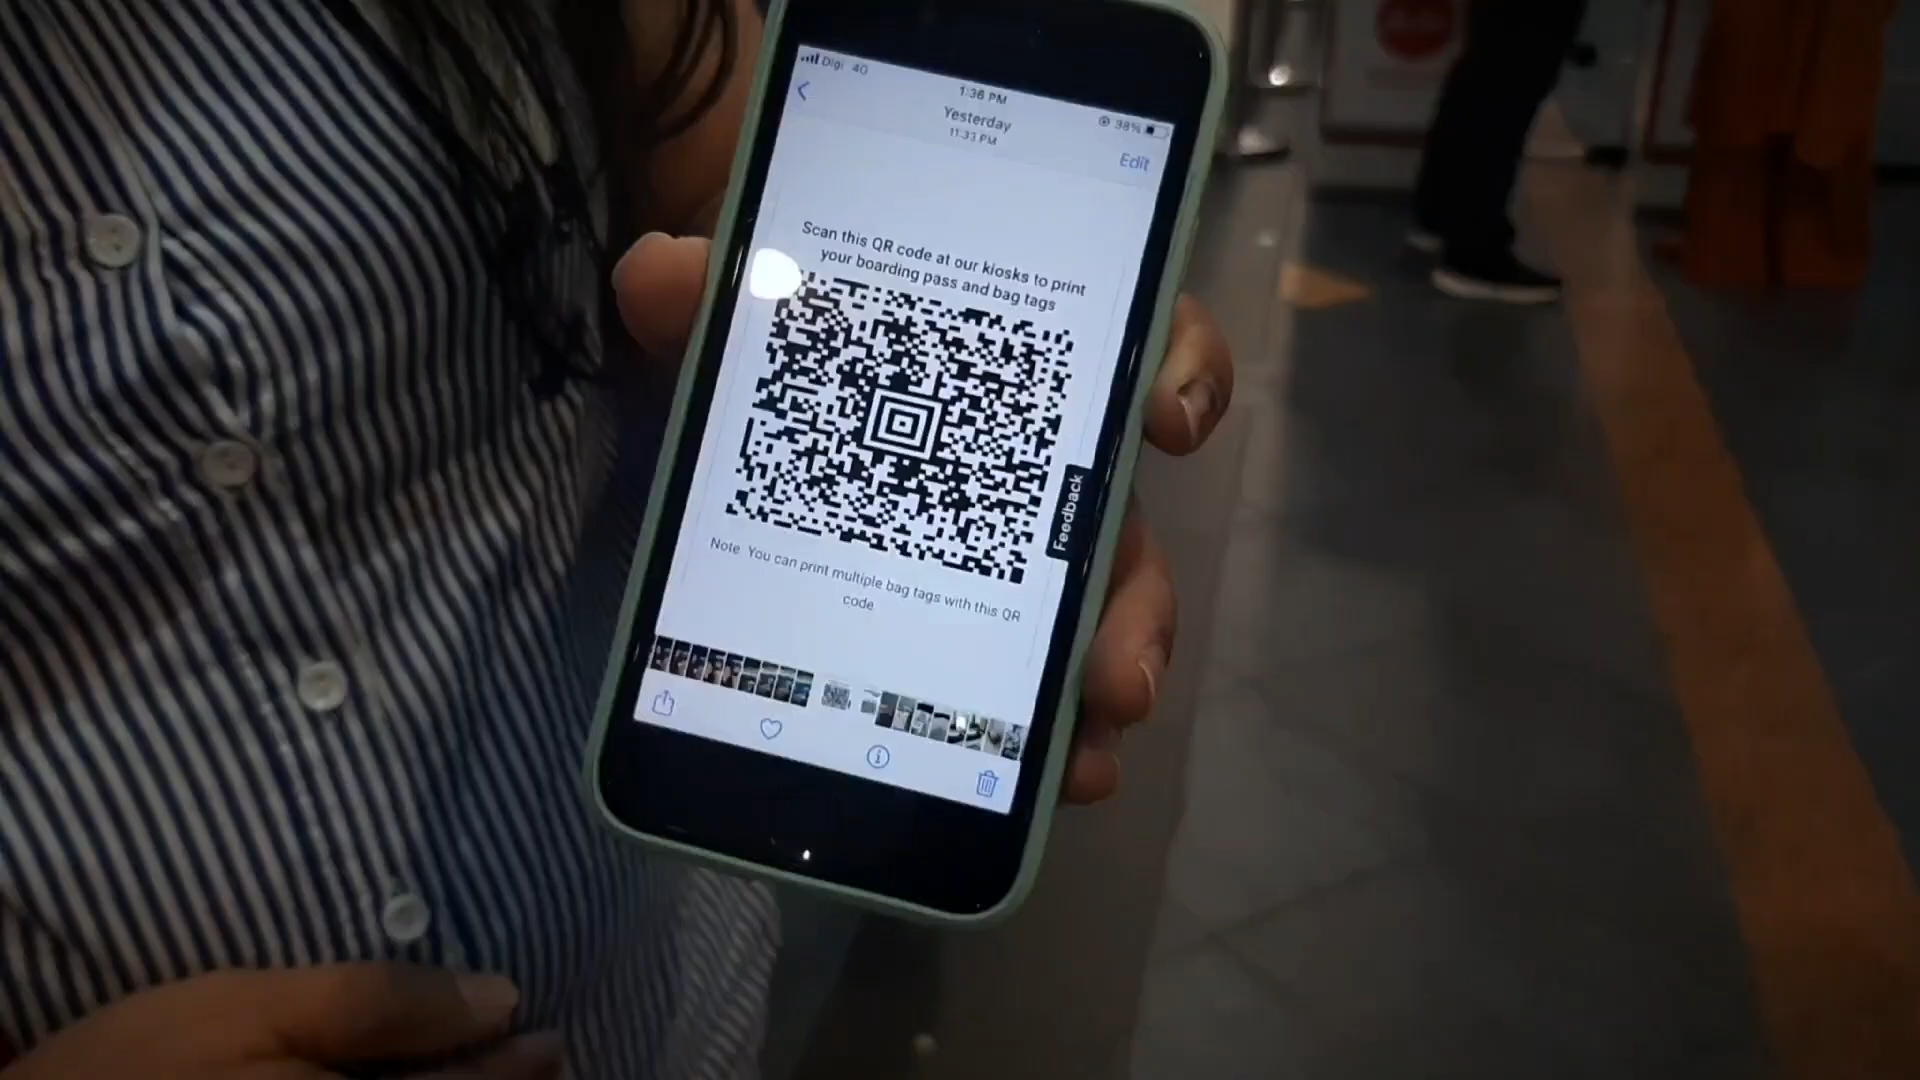 Digi 4G
1:36 PM
38%
Yesterday
11:33 PM
Edit
Scan this QR code at our kiosks to print
your boarding pass and bag tags
Feedback
Note: You can print multiple bag tags with this QR
code.